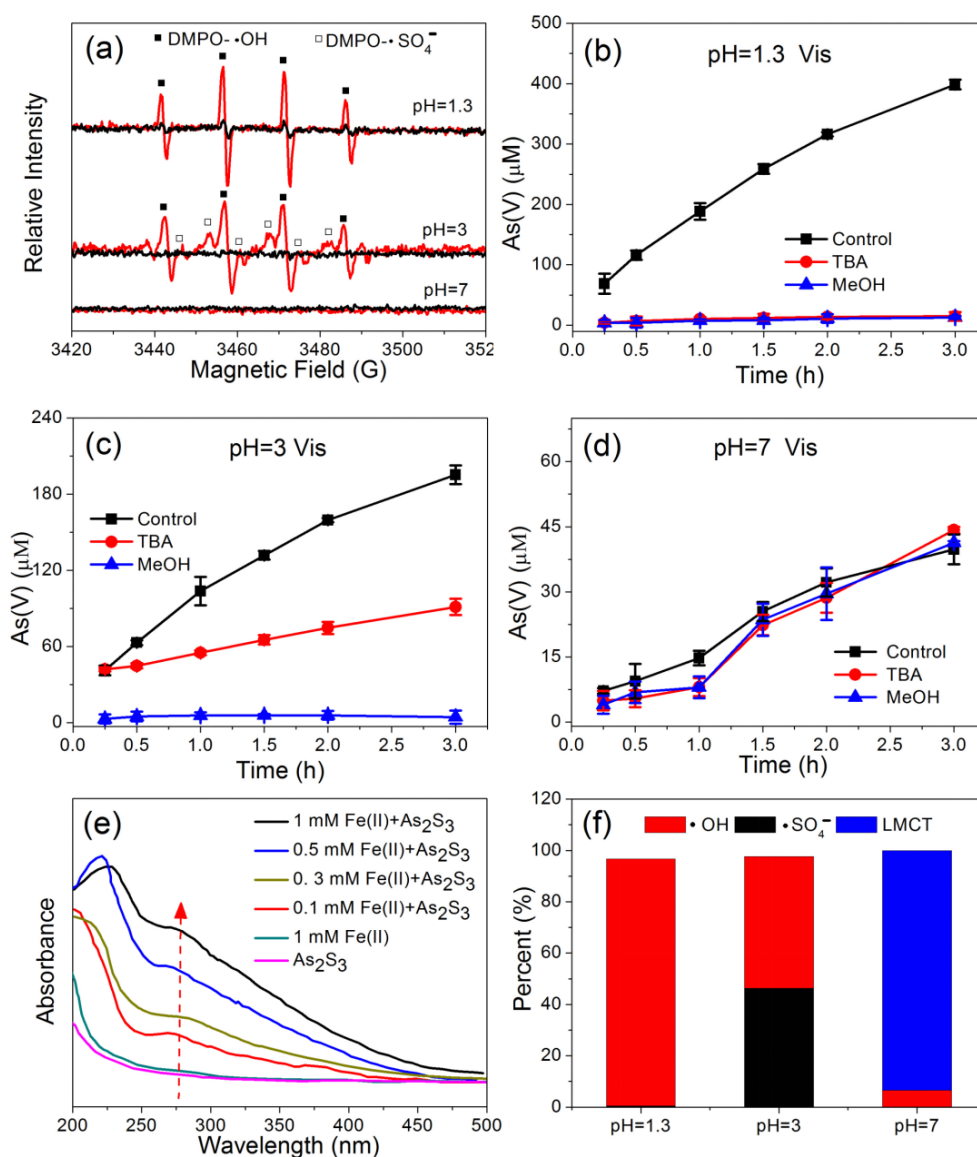 (a)
■ DMPO- •OH □ DMPO- •SO₄⁻
pH=1.3
pH=3
pH=7
Relative Intensity
3420 3440 3460 3480 3500 352
Magnetic Field (G)
(b)
pH=1.3 Vis
500
400
300
200
100
0
As(V) (μM)
Control
TBA
MeOH
0.0 0.5 1.0 1.5 2.0 2.5 3.0
Time (h)
(c)
pH=3 Vis
240
180
120
60
0
As(V) (μM)
Control
TBA
MeOH
0.0 0.5 1.0 1.5 2.0 2.5 3.0
Time (h)
(d)
pH=7 Vis
60
45
30
15
0
As(V) (μM)
Control
TBA
MeOH
0.0 0.5 1.0 1.5 2.0 2.5 3.0
Time (h)
(e)
1 mM Fe(II)+As₂S₃
0.5 mM Fe(II)+As₂S₃
0. 3 mM Fe(II)+As₂S₃
0.1 mM Fe(II)+As₂S₃
1 mM Fe(II)
As₂S₃
Absorbance
200 250 300 350 400 450 500
Wavelength (nm)
(f)
• OH •SO₄⁻ LMCT
120
100
80
60
40
20
0
Percent (%)
pH=1.3 pH=3 pH=7